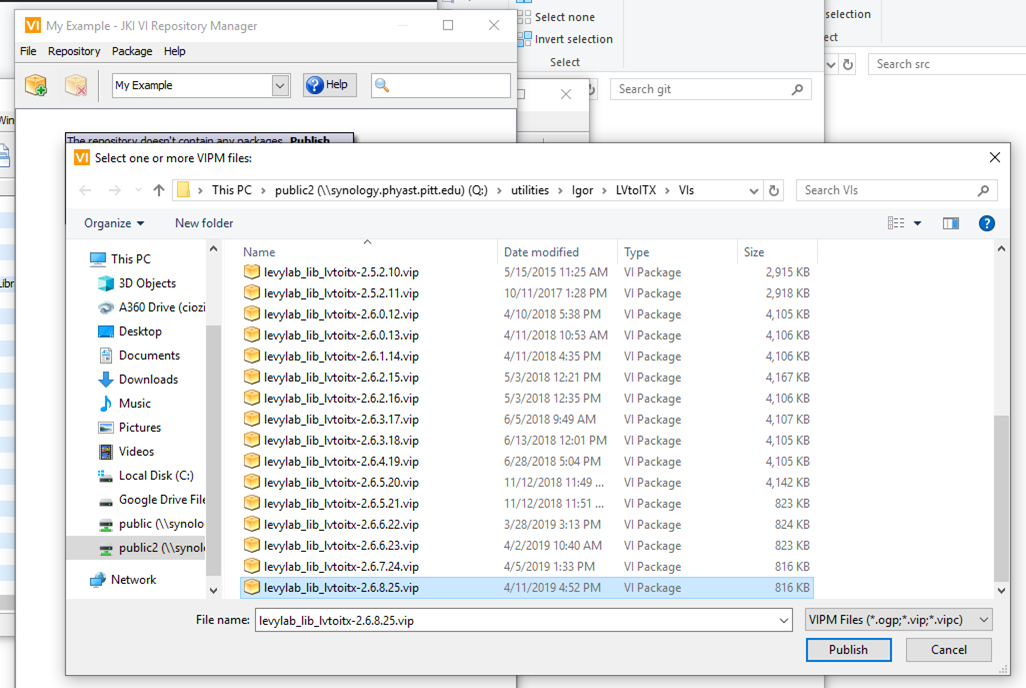 My Example - JKI VI Repository Manager
Select none
Invert selection
Select
selection
File Repository Package Help
My Example
Help
Search git
Search src
The repository doesn't contain any packages. Publish
Select one or more VIPM files:
This PC > public2 (\\synology.phyast.pitt.edu) (Q:) > utilities > Igor > LVtoITX > VIs
Search VIs
Organize New folder
Name Date modified Type Size
This PC
3D Objects
A360 Drive (ciozi
Desktop
Documents
Downloads
Music
Pictures
Videos
Local Disk (C:)
Google Drive File
public (\\synolo
public2 (\\synol
Network
levylab_lib_lvtoitx-2.5.2.10.vip 5/15/2015 11:25 AM VI Package 2,915 KB
levylab_lib_lvtoitx-2.5.2.11.vip 10/11/2017 1:28 PM VI Package 2,918 KB
levylab_lib_lvtoitx-2.6.0.12.vip 4/10/2018 5:38 PM VI Package 4,105 KB
levylab_lib_lvtoitx-2.6.0.13.vip 4/11/2018 10:53 AM VI Package 4,106 KB
levylab_lib_lvtoitx-2.6.1.14.vip 4/11/2018 4:35 PM VI Package 4,106 KB
levylab_lib_lvtoitx-2.6.2.15.vip 5/3/2018 12:21 PM VI Package 4,167 KB
levylab_lib_lvtoitx-2.6.2.16.vip 5/3/2018 12:35 PM VI Package 4,106 KB
levylab_lib_lvtoitx-2.6.3.17.vip 6/5/2018 9:49 AM VI Package 4,107 KB
levylab_lib_lvtoitx-2.6.3.18.vip 6/13/2018 12:01 PM VI Package 4,105 KB
levylab_lib_lvtoitx-2.6.4.19.vip 6/28/2018 5:04 PM VI Package 4,105 KB
levylab_lib_lvtoitx-2.6.5.20.vip 11/12/2018 11:49 ... VI Package 4,142 KB
levylab_lib_lvtoitx-2.6.5.21.vip 11/12/2018 11:51 ... VI Package 823 KB
levylab_lib_lvtoitx-2.6.6.22.vip 3/28/2019 3:13 PM VI Package 824 KB
levylab_lib_lvtoitx-2.6.6.23.vip 4/2/2019 10:40 AM VI Package 823 KB
levylab_lib_lvtoitx-2.6.7.24.vip 4/5/2019 1:33 PM VI Package 816 KB
levylab_lib_lvtoitx-2.6.8.25.vip 4/11/2019 4:52 PM VI Package 816 KB
File name: levylab_lib_lvtoitx-2.6.8.25.vip VIPM Files (*.ogp;*.vip;*.vipc)
Publish Cancel